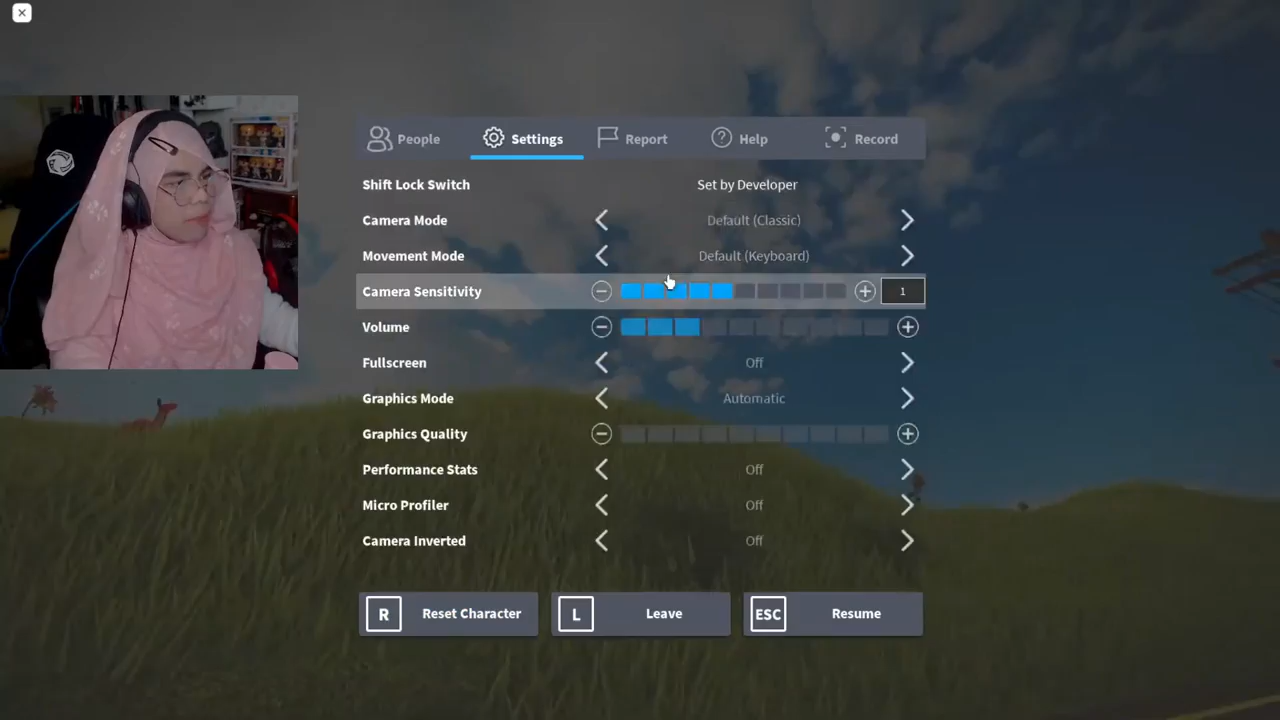 People Settings Report Help Record
Shift Lock Switch Set by Developer
Camera Mode Default (Classic)
Movement Mode Default (Keyboard)
Camera Sensitivity 1
Volume
Fullscreen Off
Graphics Mode Automatic
Graphics Quality
Performance Stats Off
Micro Profiler Off
Camera Inverted Off
R Reset Character L Leave ESC Resume